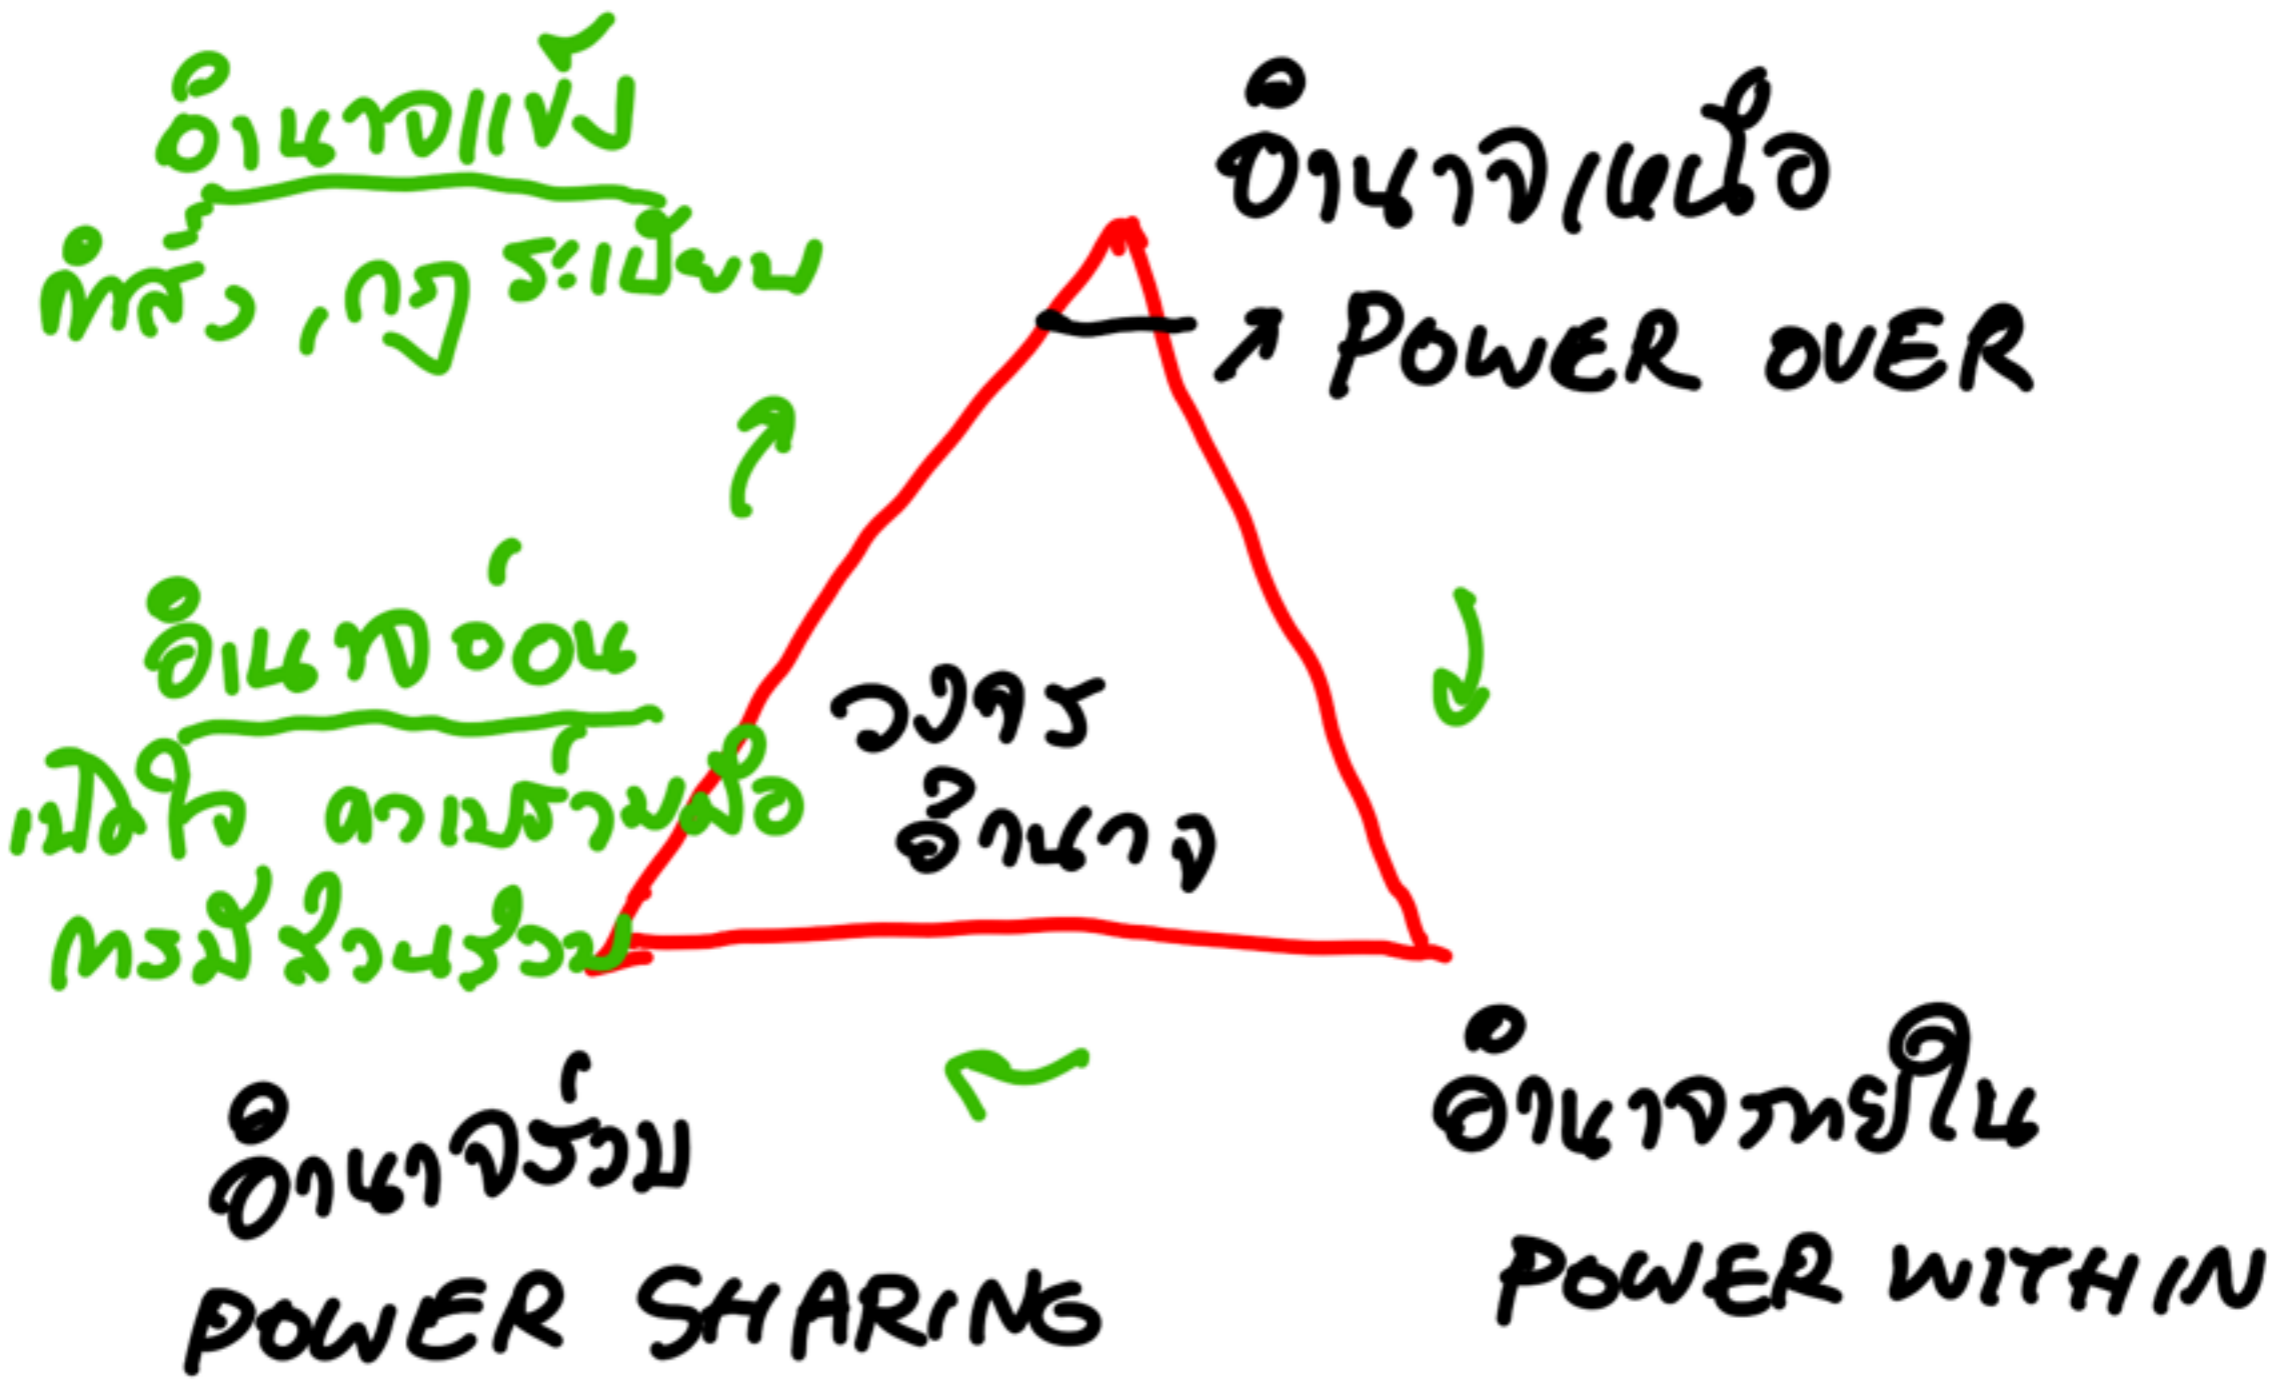 อำนาจแข็ง
คำสั่ง, กฎ ระเบียบ
อำนาจเหนือ
↗ POWER OVER
อำนาจอ่อน
เปิดใจ ความร่วมมือ
การมีส่วนร่วม
วงจร
อำนาจ
อำนาจร่วม
POWER SHARING
อำนาจภายใน
POWER WITHIN